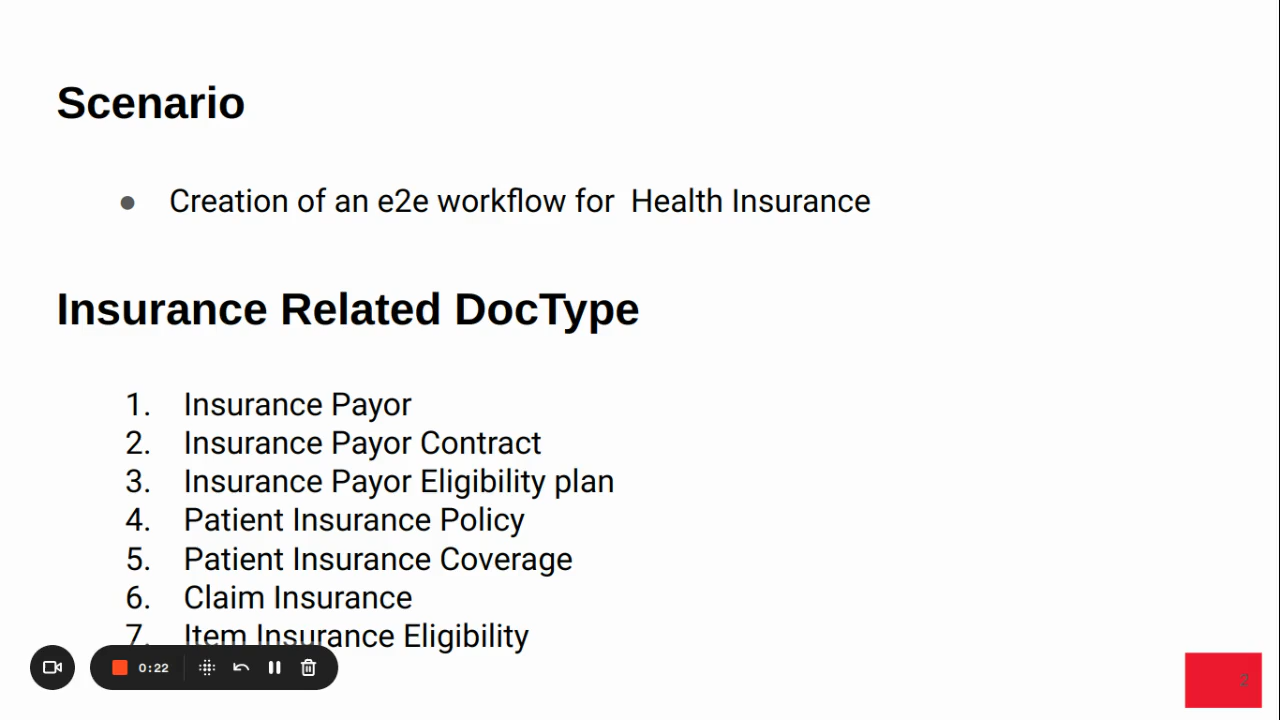 Scenario
● Creation of an e2e workflow for  Health Insurance
Insurance Related DocType
1. Insurance Payor
2. Insurance Payor Contract
3. Insurance Payor Eligibility plan
4. Patient Insurance Policy
5. Patient Insurance Coverage
6. Claim Insurance
7. Item Insurance Eligibility
0:22
2